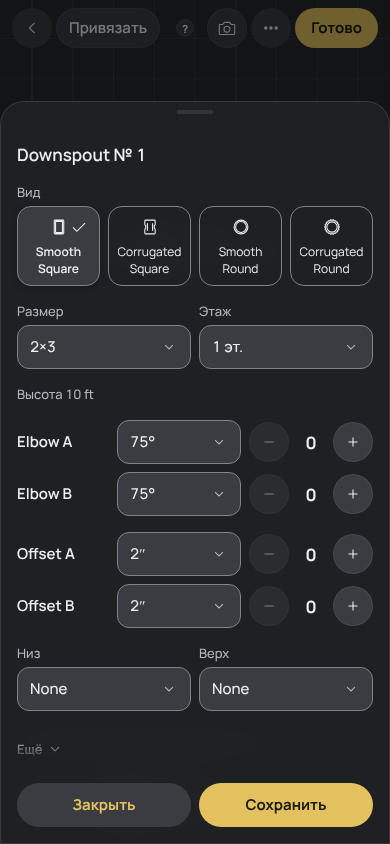 Привязать
?
Готово
Downspout № 1
Вид
Smooth Square
Corrugated Square
Smooth Round
Corrugated Round
Размер
Этаж
2×3
1 эт.
Высота 10 ft
Elbow A
75°
0
Elbow B
75°
0
Offset A
2″
0
Offset B
2″
0
Низ
Верх
None
None
Ещё
Закрыть
Сохранить